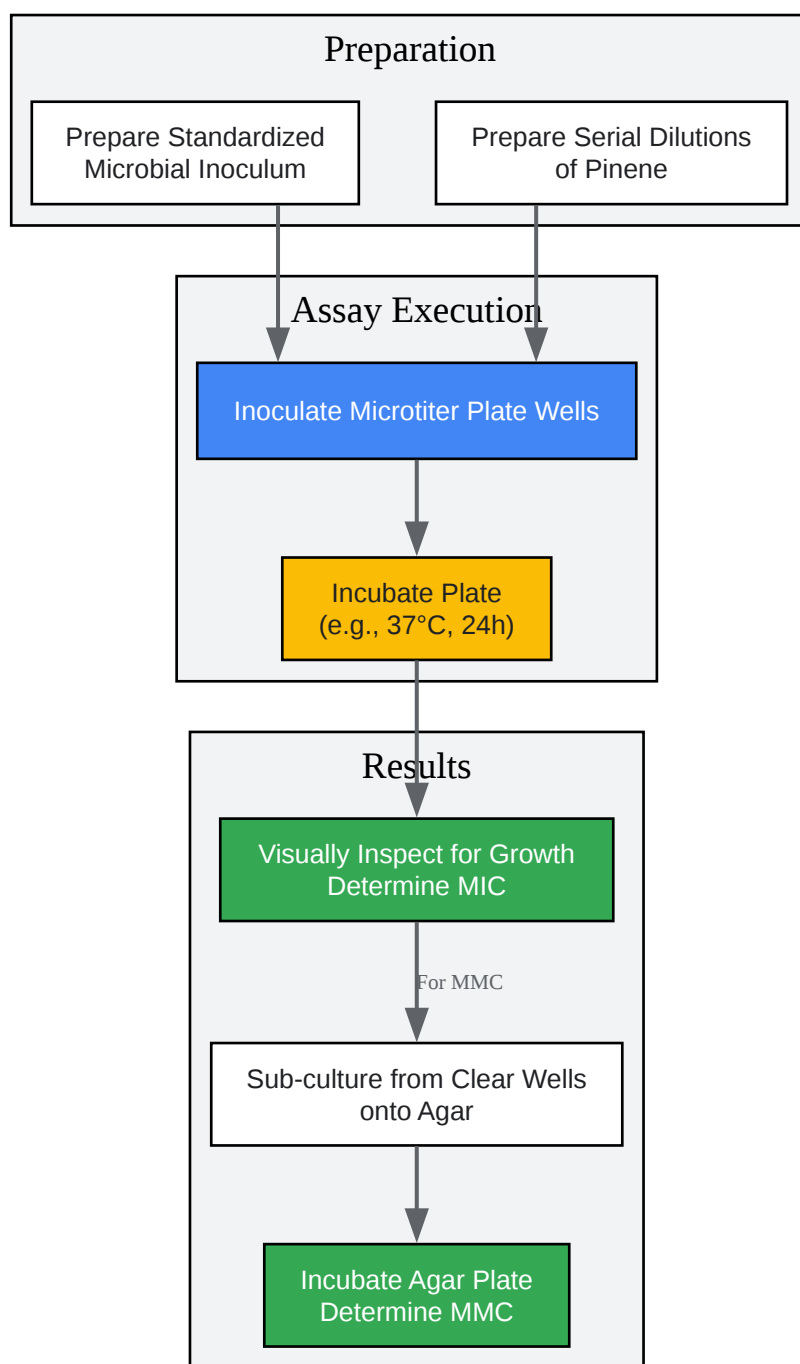 Preparation
Prepare Standardized
Microbial Inoculum
Prepare Serial Dilutions
of Pinene
Assay Execution
Inoculate Microtiter Plate Wells
Incubate Plate
(e.g., 37°C, 24h)
Results
Visually Inspect for Growth
Determine MIC
For MMC
Sub-culture from Clear Wells
onto Agar
Incubate Agar Plate
Determine MMC